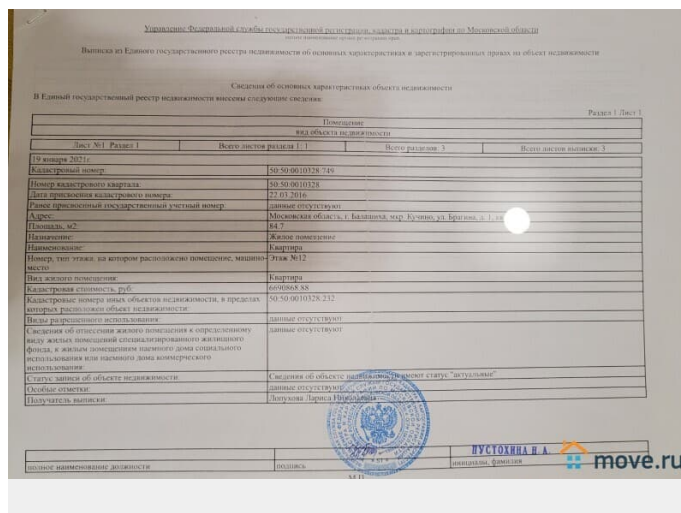 Управление Федеральной службы государственной регистрации, кадастра и картографии по Московской области
Выписка из Единого государственного реестра недвижимости об основных характеристиках и зарегистрированных правах на объект недвижимости
Сведения об основных характеристиках объекта недвижимости
В Единый государственный реестр недвижимости внесены следующие сведения:
Раздел 1 Лист 1
Помещение
вид объекта недвижимости
Лист №1 Раздел 1 Всего листов раздела 1: 1 Всего разделов: 3 Всего листов выписки: 3
19 января 2021г.
Кадастровый номер: 50:50:0010328:749
Номер кадастрового квартала: 50:50:0010328
Дата присвоения кадастрового номера: 22.03.2016
Ранее присвоенный государственный учетный номер: данные отсутствуют
Адрес: Московская область, г. Балашиха, мкр. Кучино, ул. Брагина, д. 1, кв
Площадь, м2: 84.7
Назначение: Жилое помещение
Наименование: Квартира
Номер, тип этажа, на котором расположено помещение, машино- Этаж №12
место
Вид жилого помещения: Квартира
Кадастровая стоимость, руб: 6690868.88
Кадастровые номера иных объектов недвижимости, в пределах 50:50:0010328:232
которых расположен объект недвижимости:
Виды разрешенного использования: данные отсутствуют
Сведения об отнесении жилого помещения к определенному данные отсутствуют
виду жилых помещений специализированного жилищного
фонда, к жилым помещениям наемного дома социального
использования или наемного дома коммерческого
использования:
Статус записи об объекте недвижимости: Сведения об объекте недвижимости имеют статус "актуальные"
Особые отметки: данные отсутствуют
Получатель выписки: Лопухова Лариса Николаевна
ПУСТОХИНА Н.А.
полное наименование должности подпись инициалы, фамилия
М.П.
move.ru